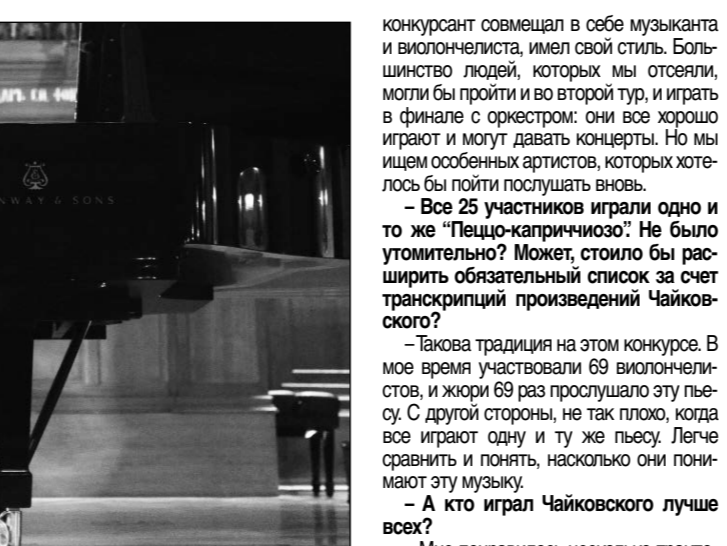 NWAY & SONS
конкурсант совмещал в себе музыканта
и виолончелиста, имел свой стиль. Боль-
шинство людей, которых мы отсеяли,
могли бы пройти и во второй тур, и играть
в финале с оркестром: они все хорошо
играют и могут давать концерты. Но мы
ищем особенных артистов, которых хоте-
лось бы пойти послушать вновь.
– Все 25 участников играли одно и
то же “Пеццо-каприччиозо”. Не было
утомительно? Может, стоило бы рас-
ширить обязательный список за счет
транскрипций произведений Чайков-
ского?
– Такова традиция на этом конкурсе. В
мое время участвовали 69 виолончели-
стов, и жюри 69 раз прослушало эту пье-
су. С другой стороны, не так плохо, когда
все играют одну и ту же пьесу. Легче
сравнить и понять, насколько они пони-
мают эту музыку.
– А кто играл Чайковского лучше
всех?